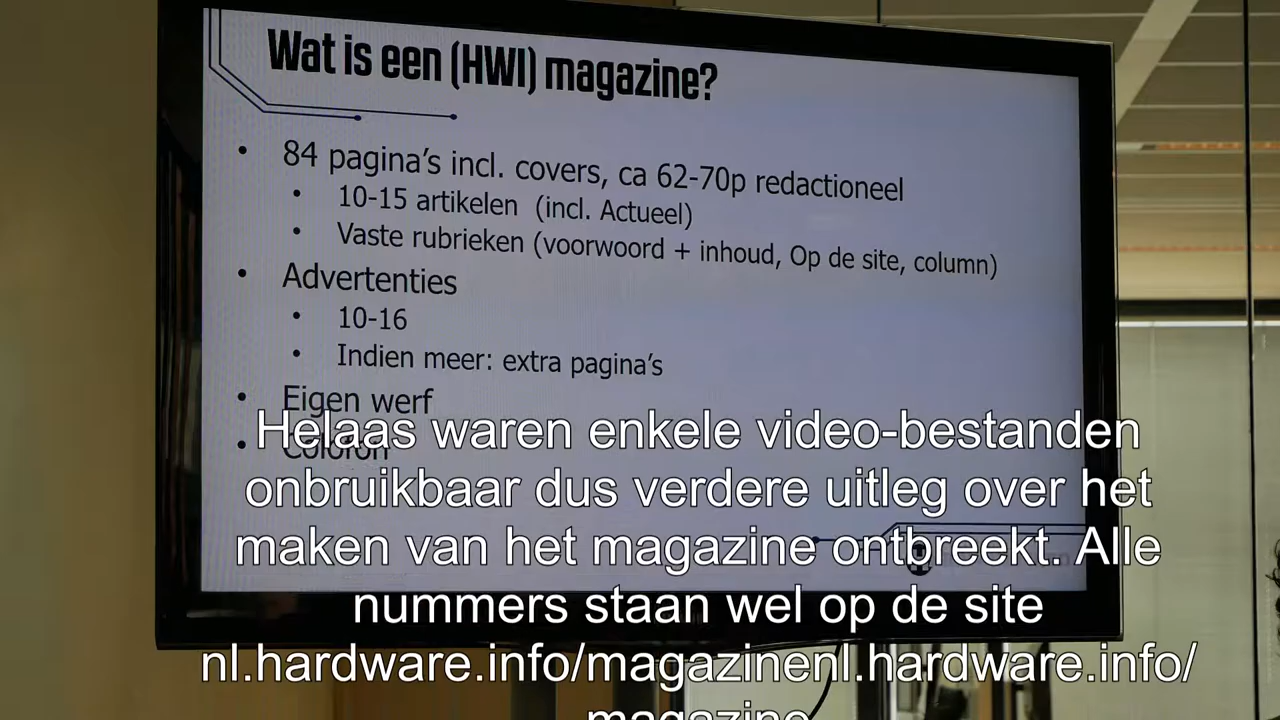 Wat is een (HWI) magazine?
84 pagina's incl. covers, ca 62-70p redactioneel
10-15 artikelen (incl. Actueel)
Vaste rubrieken (voorwoord + inhoud, Op de site, column)
Advertenties
10-16
Indien meer: extra pagina's
Eigen werf
Colofon
Helaas waren enkele video-bestanden
onbruikbaar dus verdere uitleg over het
maken van het magazine ontbreekt. Alle
nummers staan wel op de site
nl.hardware.info/magazinenl.hardware.info/
magazine